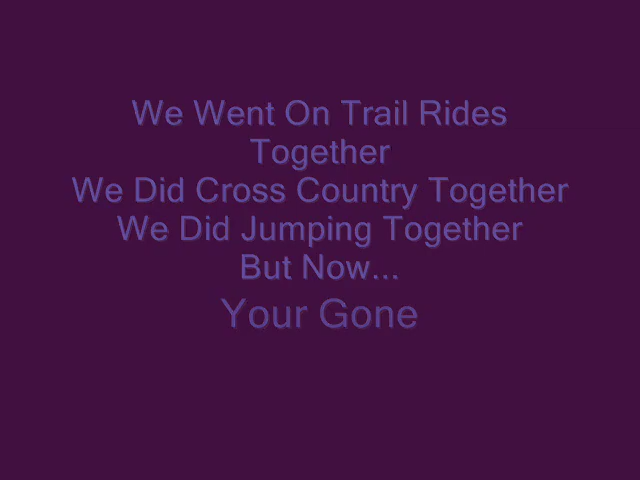 We Went On Trail Rides
Together
We Did Cross Country Together
We Did Jumping Together
But Now...
Your Gone